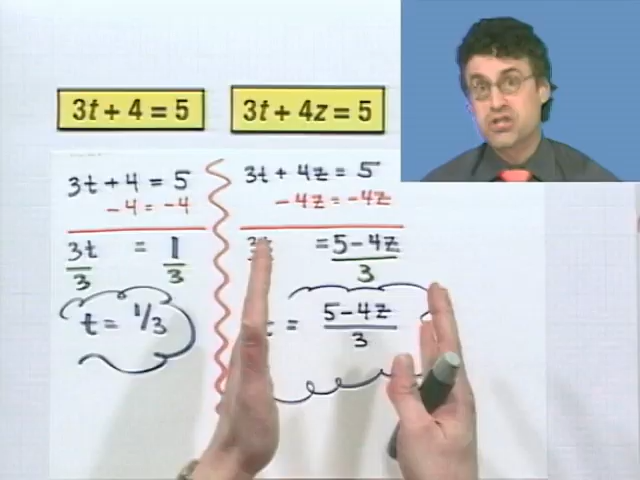 3t + 4 = 5
3t + 4z = 5
3t + 4 = 5
-4 = -4
3t = 1
3 3
t = 1/3
3t + 4z = 5
-4z = -4z
= 5 - 4z
3
= 5 - 4z
3